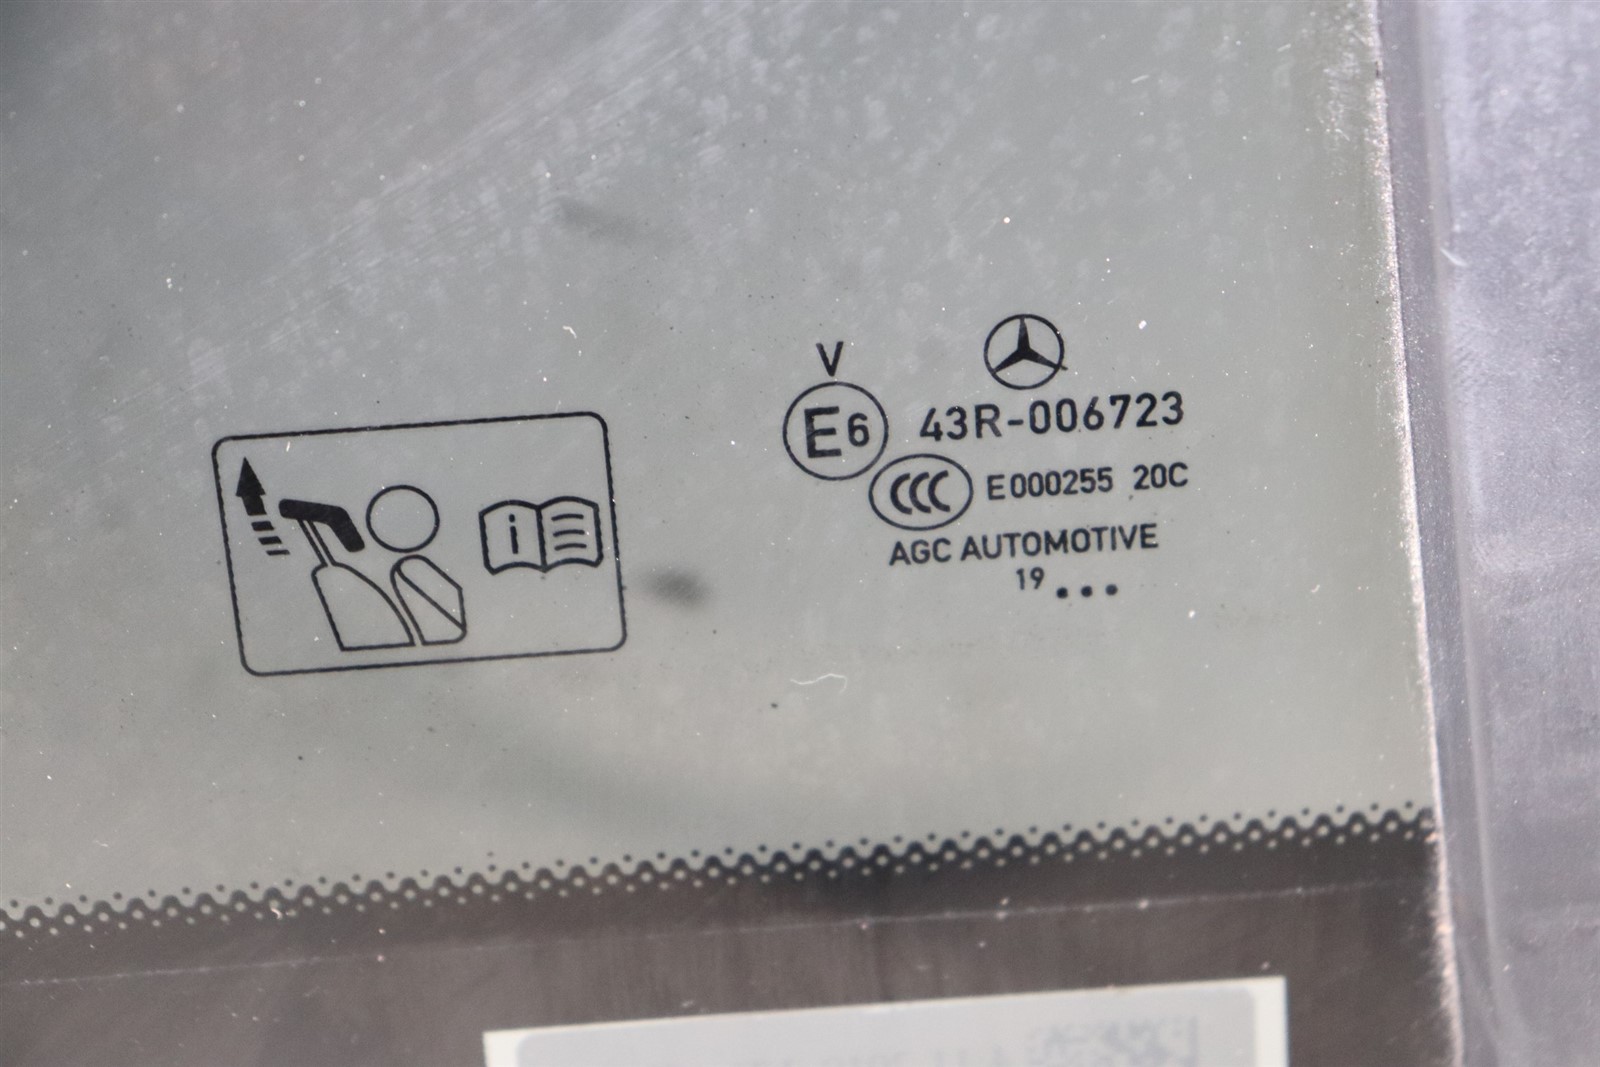 V
E6 43R-006723
CCC E000255 20C
AGC AUTOMOTIVE
19 ...
i